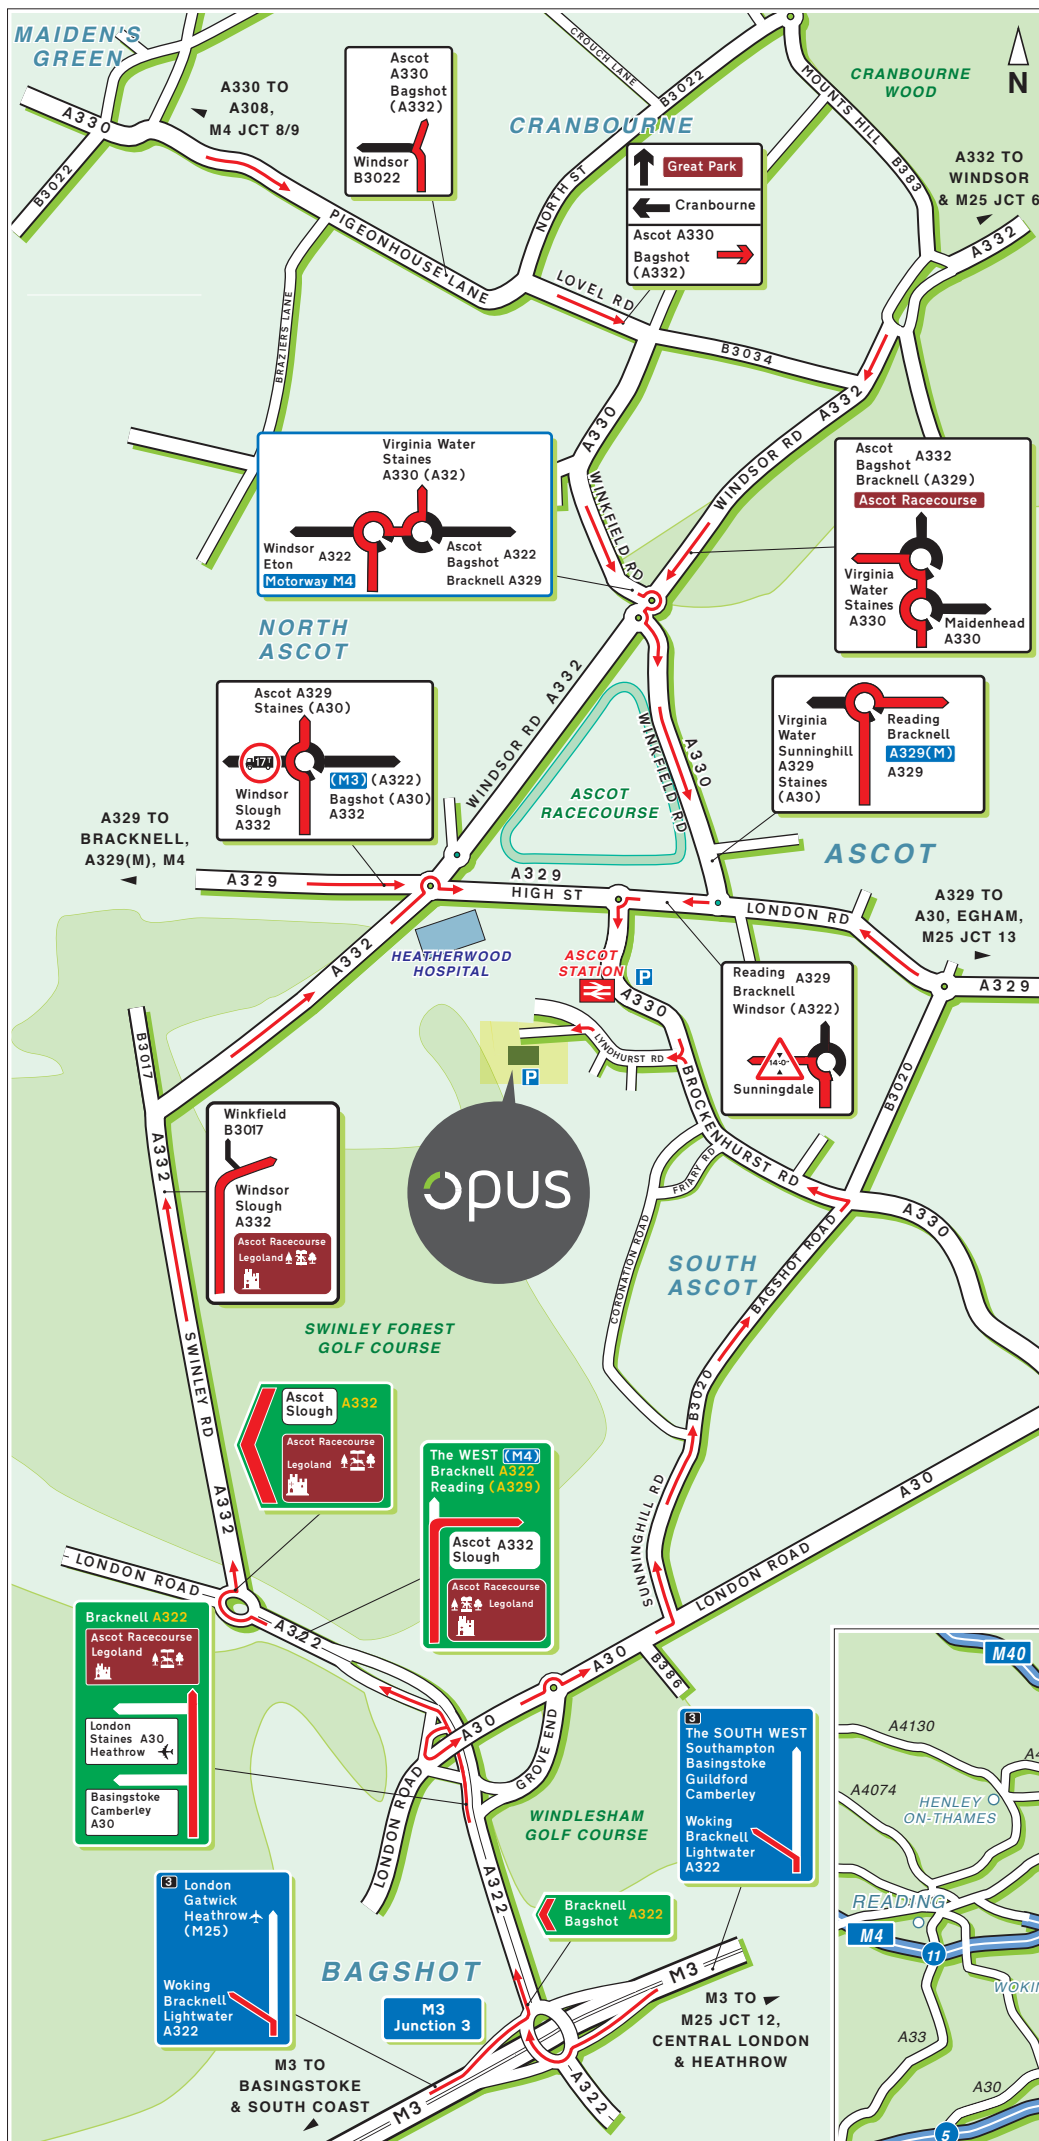 MAIDEN'S
GREEN
A330 TO
A308,
M4 JCT 8/9
A330
B3022
Ascot
A330
Bagshot
(A332)
Windsor
B3022
CROUCH LANE
B3022
CRANBOURNE
MOUNTS HILL
B383
CRANBOURNE
WOOD
N
A332 TO
WINDSOR
& M25 JCT 6
A332
NORTH ST
Great Park
Cranbourne
Ascot A330
Bagshot
(A332)
PIGEONHOUSE LANE
LOVEL RD
B3034
BRAZIERS LANE
A330
WINKFIELD RD
WINDSOR RD
A332
Virginia Water
Staines
A330 (A32)
Windsor
Eton
A322
Motorway M4
Ascot
Bagshot
A322
Bracknell A329
Ascot
Bagshot
A332
Bracknell (A329)
Ascot Racecourse
Virginia
Water
Staines
A330
Maidenhead
A330
NORTH
ASCOT
WINDSOR RD
A332
Ascot A329
Staines (A30)
17T
Windsor
Slough
A332
(M3) (A322)
Bagshot (A30)
A332
WINKFIELD RD
A330
ASCOT
RACECOURSE
Virginia
Water
Sunninghill
A329
Staines
(A30)
Reading
Bracknell
A329(M)
A329
A329 TO
BRACKNELL,
A329(M), M4
A329
A329
HIGH ST
LONDON RD
ASCOT
A329 TO
A30, EGHAM,
M25 JCT 13
A329
A332
HEATHERWOOD
HOSPITAL
ASCOT
STATION
P
A330
Reading
Bracknell
A329
Windsor (A322)
14'-0"
Sunningdale
B3017
LYNDHURST RD
P
BROCKENHURST RD
B3020
A332
Winkfield
B3017
Windsor
Slough
A332
Ascot Racecourse
Legoland
opus
FRIARY RD
CORONATION ROAD
A330
SOUTH
ASCOT
BAGSHOT ROAD
SWINLEY FOREST
GOLF COURSE
SWINLEY RD
B3020
Ascot
Slough
A332
Ascot Racecourse
Legoland
The WEST (M4)
Bracknell A322
Reading (A329)
Ascot
Slough
A332
Ascot Racecourse
Legoland
A332
SUNNINGHILL RD
A30
LONDON ROAD
LONDON ROAD
A322
Bracknell A322
Ascot Racecourse
Legoland
London
Staines A30
Heathrow
Basingstoke
Camberley
A30
A30
B386
A30
GROVE END
LONDON ROAD
3
The SOUTH WEST
Southampton
Basingstoke
Guildford
Camberley
Woking
Bracknell
Lightwater
A322
WINDLESHAM
GOLF COURSE
A322
3
London
Gatwick
Heathrow
(M25)
Woking
Bracknell
Lightwater
A322
Bracknell
Bagshot
A322
BAGSHOT
M3
Junction 3
M3
M3 TO
M25 JCT 12,
CENTRAL LONDON
& HEATHROW
M3 TO
BASINGSTOKE
& SOUTH COAST
M3
A322
M40
A4130
A4
A4074
HENLEY
ON-THAMES
READING
M4
11
WOKIN
A33
A30
5